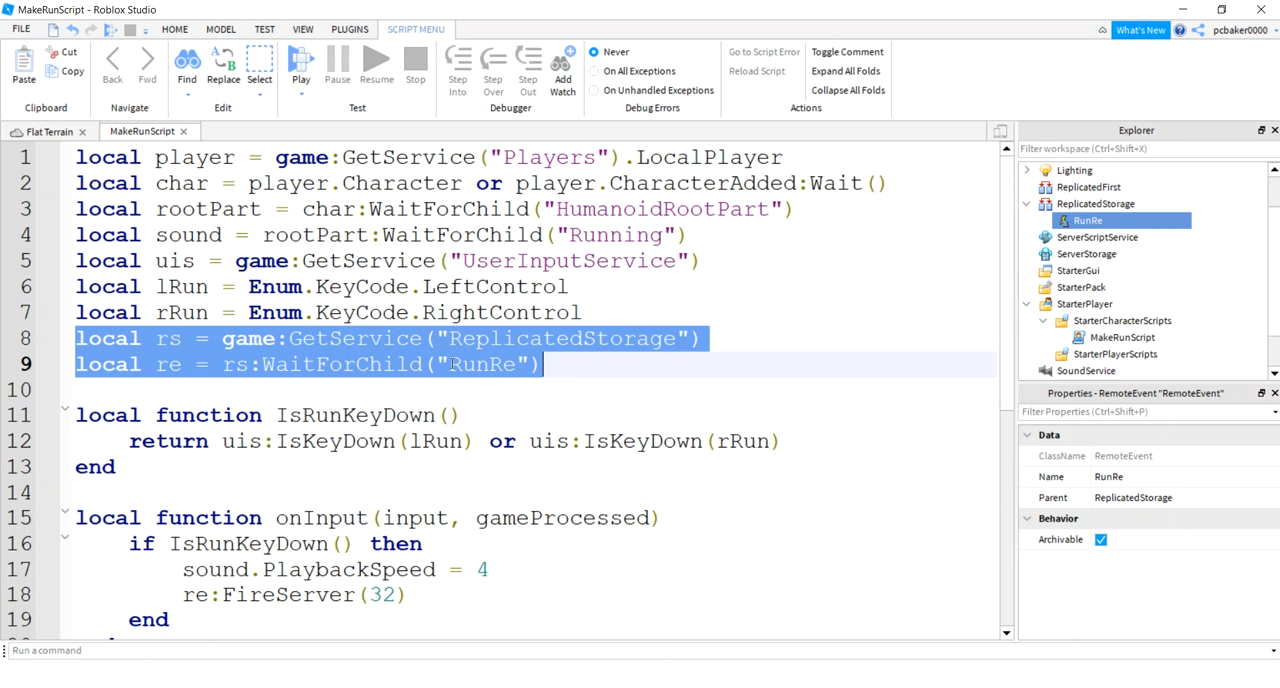 MakeRunScript - Roblox Studio
FILE HOME MODEL TEST VIEW PLUGINS SCRIPT MENU What's New pcbaker0000
Paste Cut Copy Back Fwd Find Replace Select Play Pause Resume Stop Step Into Step Over Step Out Add Watch
Never
On All Exceptions
On Unhandled Exceptions
Go to Script Error
Reload Script
Toggle Comment
Expand All Folds
Collapse All Folds
Clipboard Navigate Edit Test Debugger Debug Errors Actions
Flat Terrain MakeRunScript
1 local player = game:GetService("Players").LocalPlayer
2 local char = player.Character or player.CharacterAdded:Wait()
3 local rootPart = char:WaitForChild("HumanoidRootPart")
4 local sound = rootPart:WaitForChild("Running")
5 local uis = game:GetService("UserInputService")
6 local lRun = Enum.KeyCode.LeftControl
7 local rRun = Enum.KeyCode.RightControl
8 local rs = game:GetService("ReplicatedStorage")
9 local re = rs:WaitForChild("RunRe")
10
11 local function IsRunKeyDown()
12 return uis:IsKeyDown(lRun) or uis:IsKeyDown(rRun)
13 end
14
15 local function onInput(input, gameProcessed)
16 if IsRunKeyDown() then
17 sound.PlaybackSpeed = 4
18 re:FireServer(32)
19 end
Explorer
Filter workspace (Ctrl+Shift+X)
Lighting
ReplicatedFirst
ReplicatedStorage
RunRe
ServerScriptService
ServerStorage
StarterGui
StarterPack
StarterPlayer
StarterCharacterScripts
MakeRunScript
StarterPlayerScripts
SoundService
Properties - RemoteEvent "RemoteEvent"
Filter Properties (Ctrl+Shift+P)
Data
ClassName RemoteEvent
Name RunRe
Parent ReplicatedStorage
Behavior
Archivable
Run a command